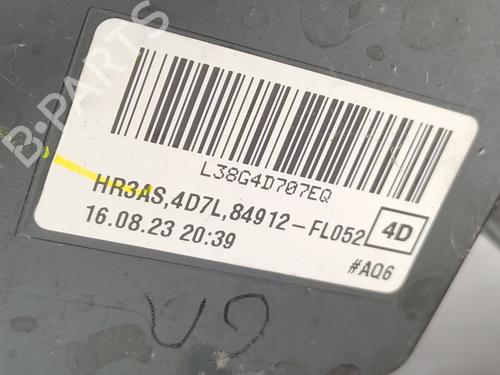 B-PARTS
L38G4D707EQ
HR3AS,4D7L,84912-FL052 4D
16.08.23 20:39
#AQ6